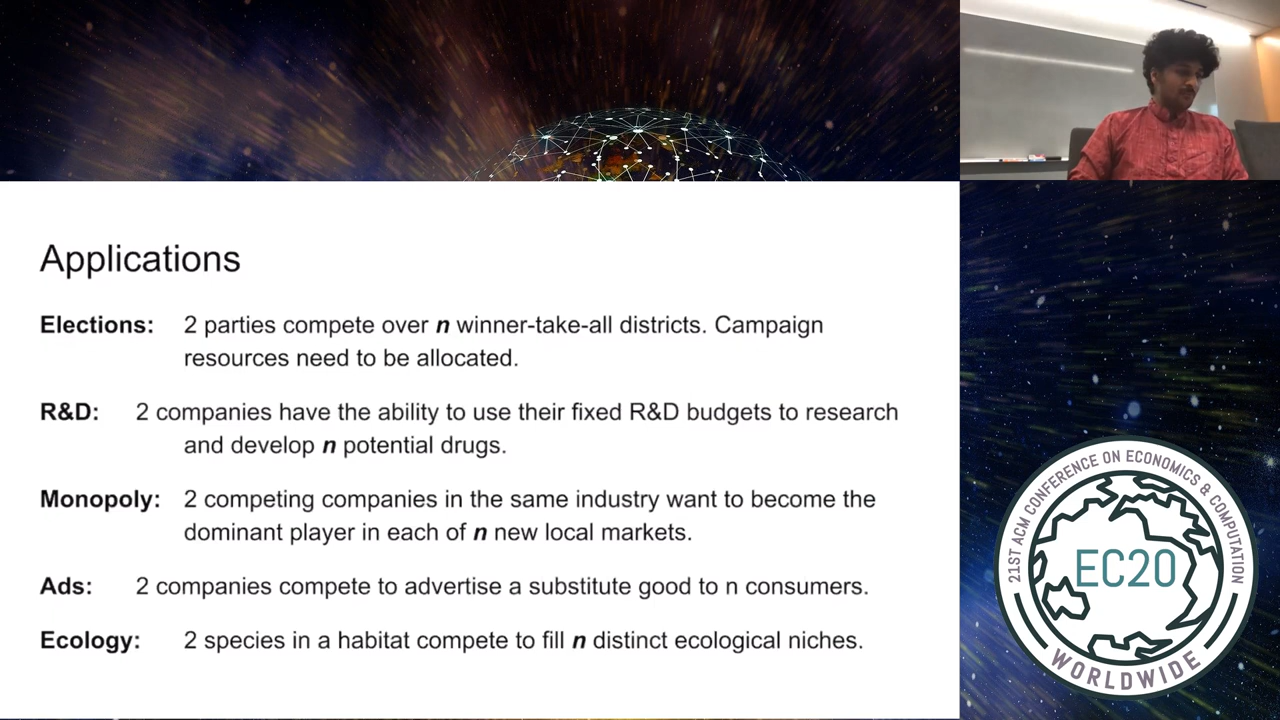 Applications
Elections: 2 parties compete over n winner-take-all districts. Campaign
resources need to be allocated.
R&D: 2 companies have the ability to use their fixed R&D budgets to research
and develop n potential drugs.
Monopoly: 2 competing companies in the same industry want to become the
dominant player in each of n new local markets.
Ads: 2 companies compete to advertise a substitute good to n consumers.
Ecology: 2 species in a habitat compete to fill n distinct ecological niches.
21ST ACM CONFERENCE ON ECONOMICS & COMPUTATION
EC20
WORLDWIDE